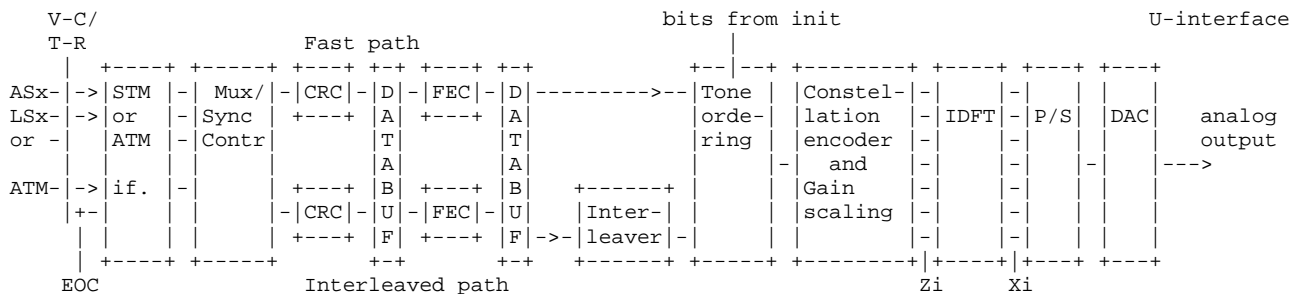 V-C/ bits from init U-interface
T-R Fast path
ASx- STM Mux/ CRC D FEC D Tone Constel-
LSx- or Sync A A orde- lation IDFT P/S DAC analog
or - ATM Contr T T ring encoder output
A A and
ATM- if. B B Gain
CRC U FEC U Inter- scaling
F F leaver
EOC Interleaved path Zi Xi